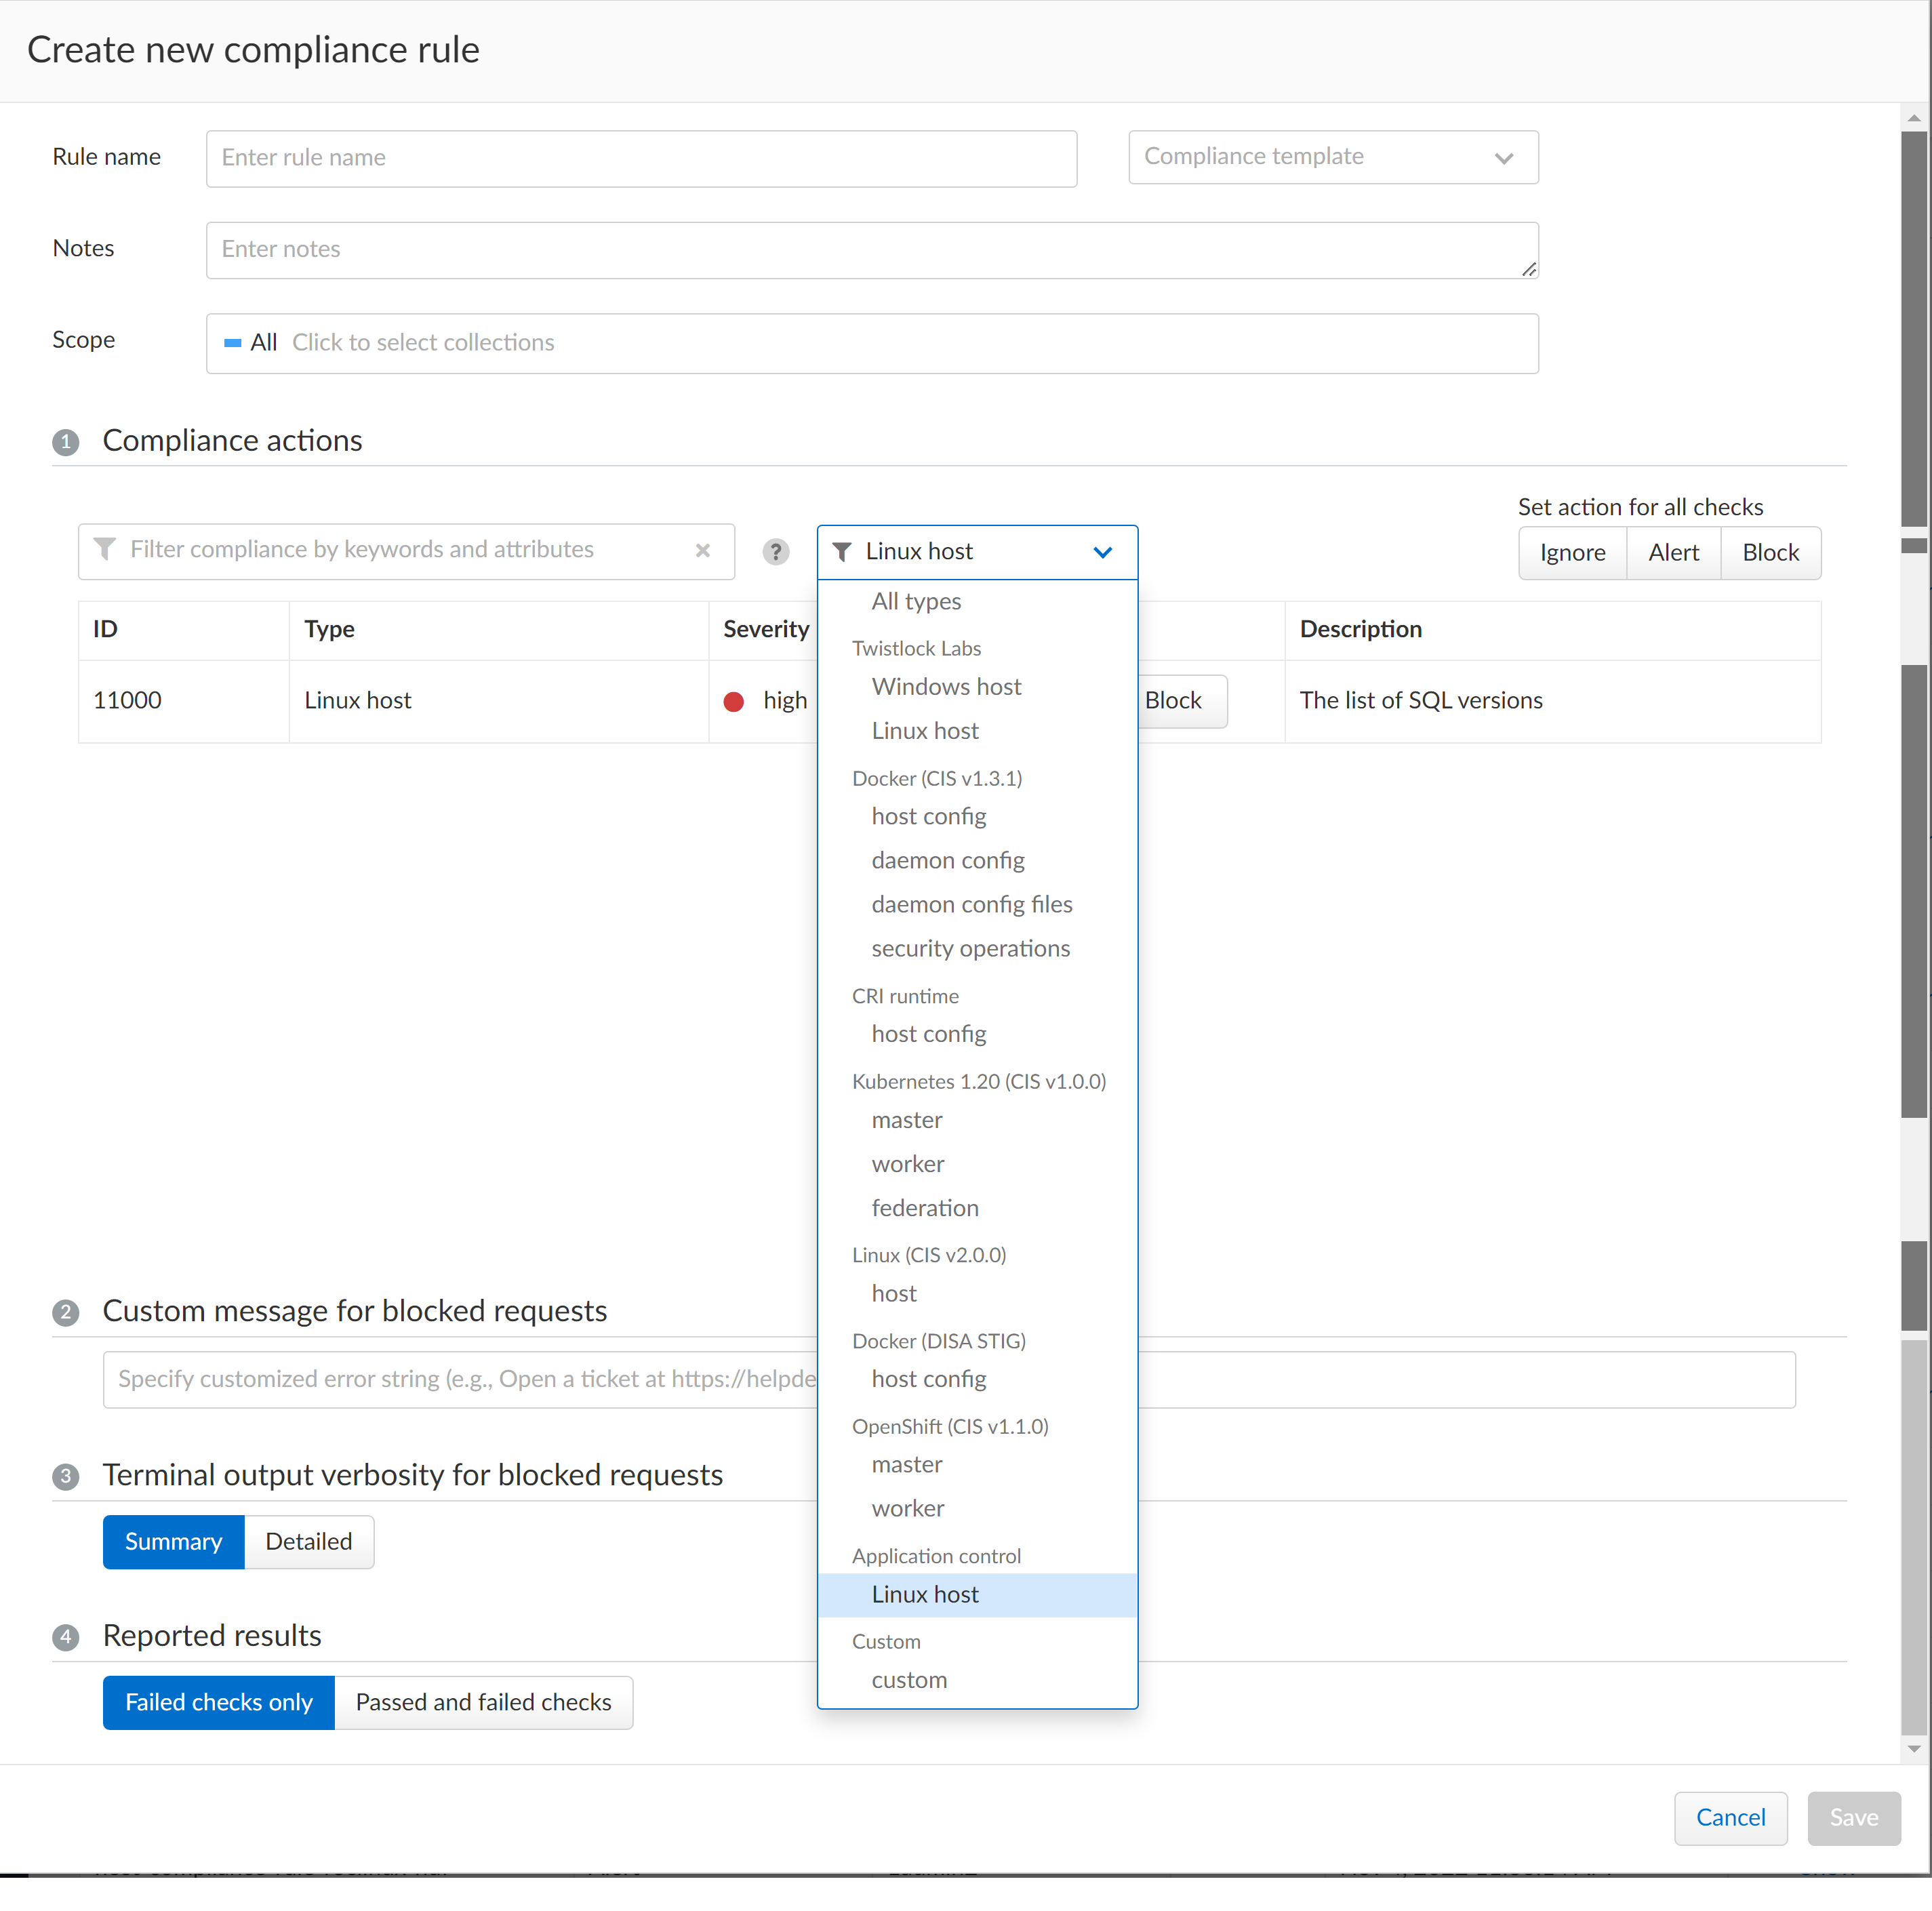 Create new compliance rule
Rule name
Enter rule name
Compliance template
Notes
Enter notes
Scope
All Click to select collections
1 Compliance actions
Set action for all checks
Filter compliance by keywords and attributes
?
Linux host
Ignore
Alert
Block
ID
Type
Severity
Description
11000
Linux host
high
Block
The list of SQL versions
All types
Twistlock Labs
Windows host
Linux host
Docker (CIS v1.3.1)
host config
daemon config
daemon config files
security operations
CRI runtime
host config
Kubernetes 1.20 (CIS v1.0.0)
master
worker
federation
Linux (CIS v2.0.0)
host
Docker (DISA STIG)
host config
OpenShift (CIS v1.1.0)
master
worker
Application control
Linux host
Custom
custom
2 Custom message for blocked requests
Specify customized error string (e.g., Open a ticket at https://helpde
3 Terminal output verbosity for blocked requests
Summary
Detailed
4 Reported results
Failed checks only
Passed and failed checks
Cancel
Save